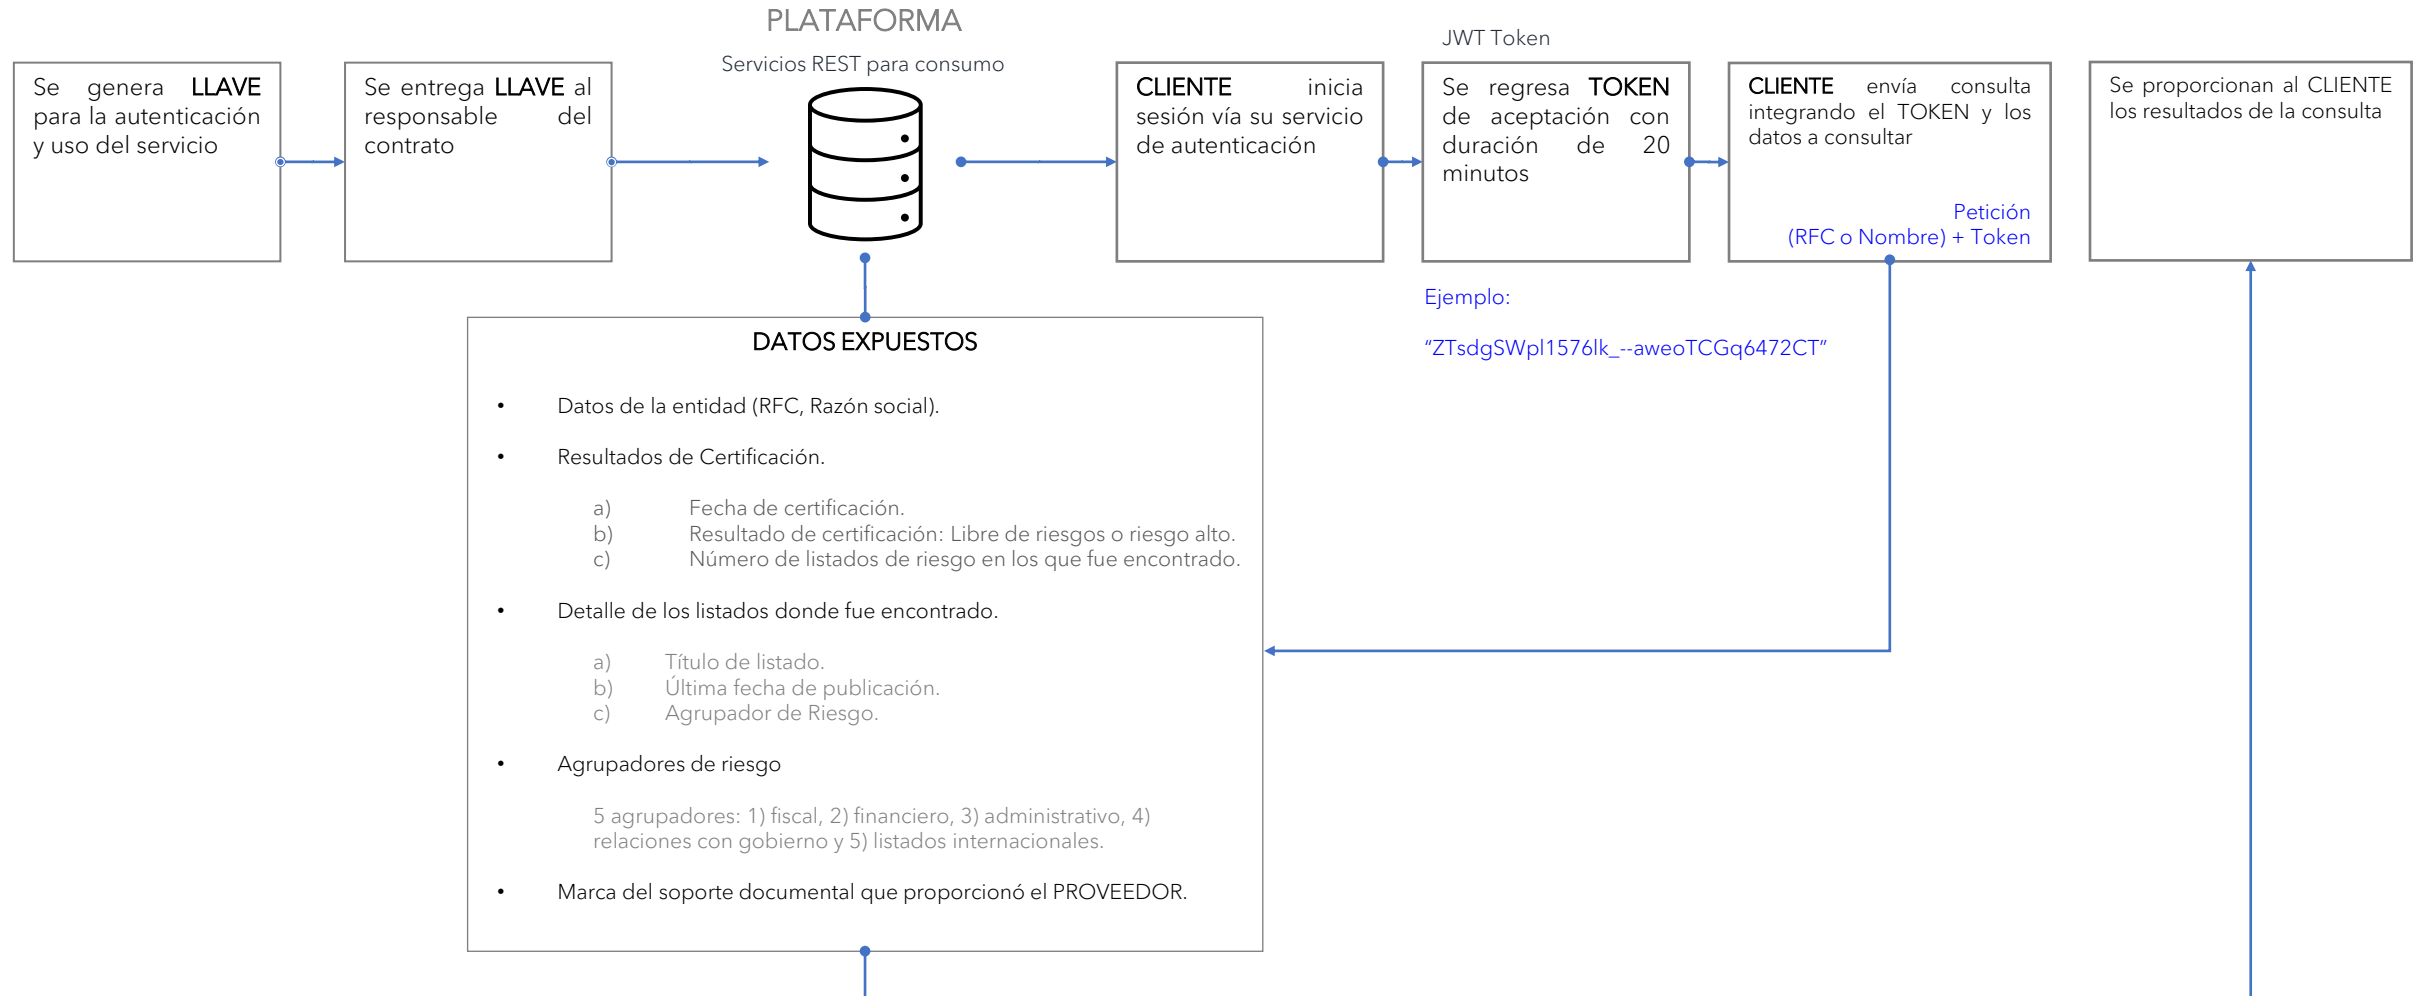 PLATAFORMA
Servicios REST para consumo
Se genera LLAVE
para la autenticación
y uso del servicio
Se entrega LLAVE al
responsable del
contrato
CLIENTE inicia
sesión vía su servicio
de autenticación
JWT Token
Se regresa TOKEN
de aceptación con
duración de 20
minutos
CLIENTE envía consulta
integrando el TOKEN y los
datos a consultar
Petición
(RFC o Nombre) + Token
Se proporcionan al CLIENTE
los resultados de la consulta
Ejemplo:
“ZTsdgSWpl1576lk_--aweoTCGq6472CT”
DATOS EXPUESTOS
• Datos de la entidad (RFC, Razón social).
• Resultados de Certificación.
a) Fecha de certificación.
b) Resultado de certificación: Libre de riesgos o riesgo alto.
c) Número de listados de riesgo en los que fue encontrado.
• Detalle de los listados donde fue encontrado.
a) Título de listado.
b) Última fecha de publicación.
c) Agrupador de Riesgo.
• Agrupadores de riesgo
5 agrupadores: 1) fiscal, 2) financiero, 3) administrativo, 4)
relaciones con gobierno y 5) listados internacionales.
• Marca del soporte documental que proporcionó el PROVEEDOR.